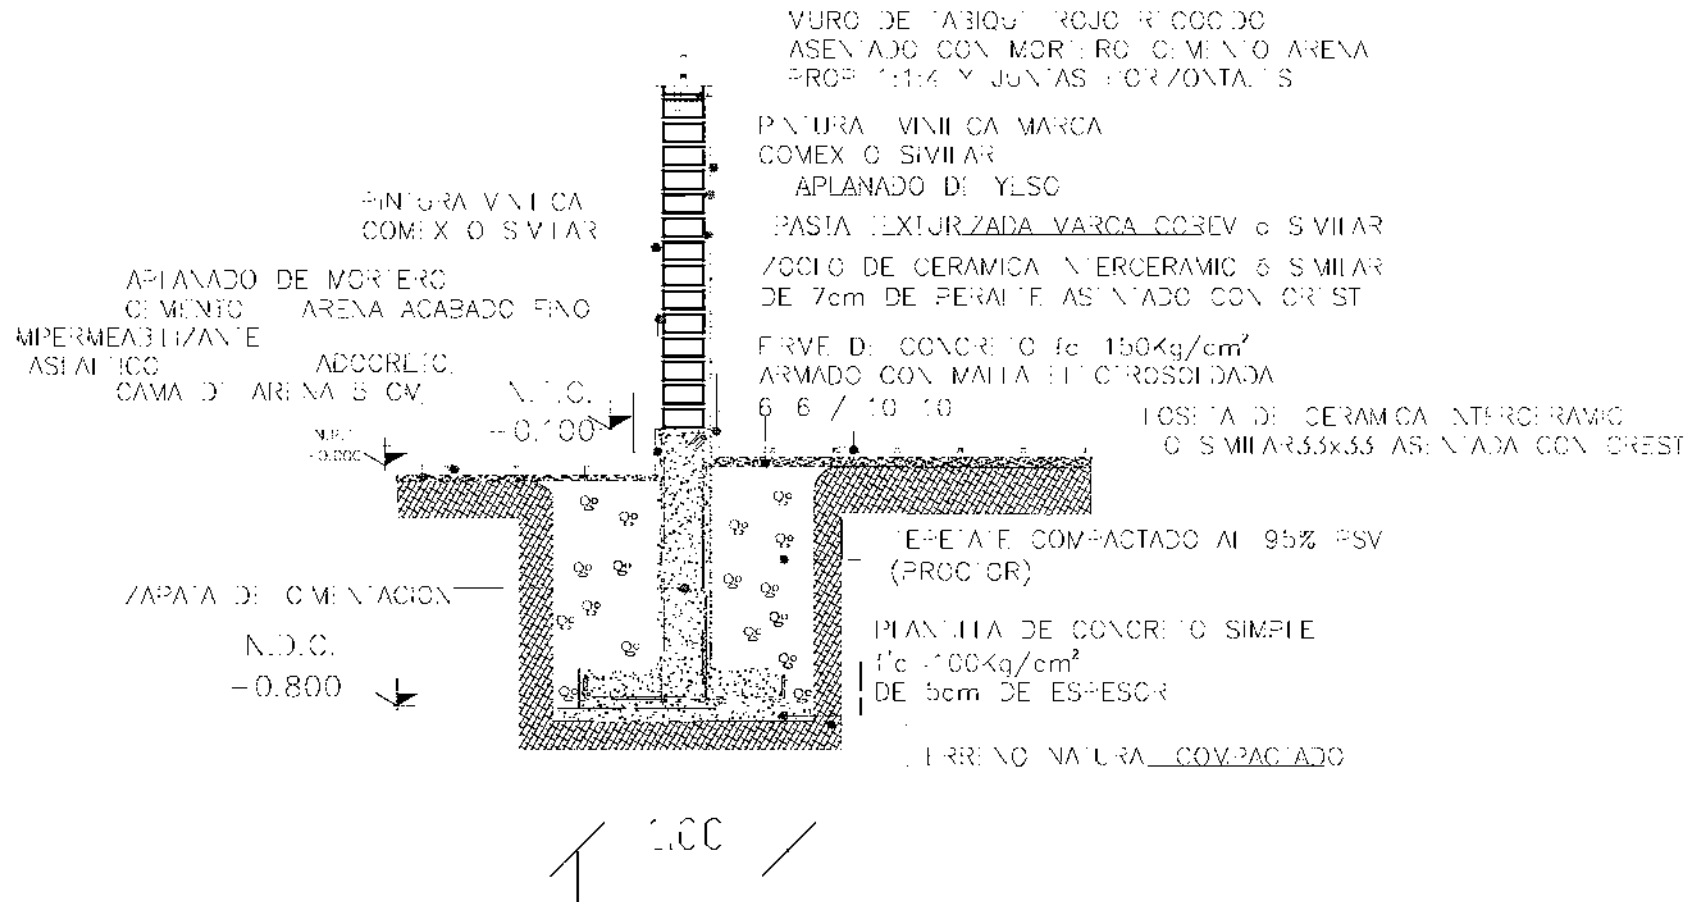 MURO DE TABIQUE ROJO RECOCIDO
ASENTADO CON MORTERO CEMENTO ARENA
PROP 1:1:4 Y JUNTAS HORIZONTALES
PINTURA VINILICA MARCA
COMEX O SIMILAR
APLANADO DE YESO
PINTURA VINILICA
COMEX O SIMILAR
PASTA TEXTURIZADA MARCA COREV o SIMILAR
ZOCLO DE CERAMICA INTERCERAMIC ó SIMILAR
DE 7cm DE PERALTE ASENTADO CON CREST
APLANADO DE MORTERO
CEMENTO ARENA ACABADO FINO
IMPERMEABILIZANTE
ASFALTICO
ADOCRETO
CAMA DE ARENA 5 CM
FIRME DE CONCRETO fc 150Kg/cm²
ARMADO CON MALLA ELECTROSOLDADA
6 6 / 10 10
-0.100
LOSETA DE CERAMICA INTERCERAMIC
O SIMILAR 33x33 ASENTADA CON CREST
TEPETATE COMPACTADO AL 95% PSV
(PROCTOR)
ZAPATA DE CIMENTACION
N.D.C.
-0.800
PLANTILLA DE CONCRETO SIMPLE
f'c -100Kg/cm²
DE 5cm DE ESPESOR
TERRENO NATURAL COMPACTADO
1.00